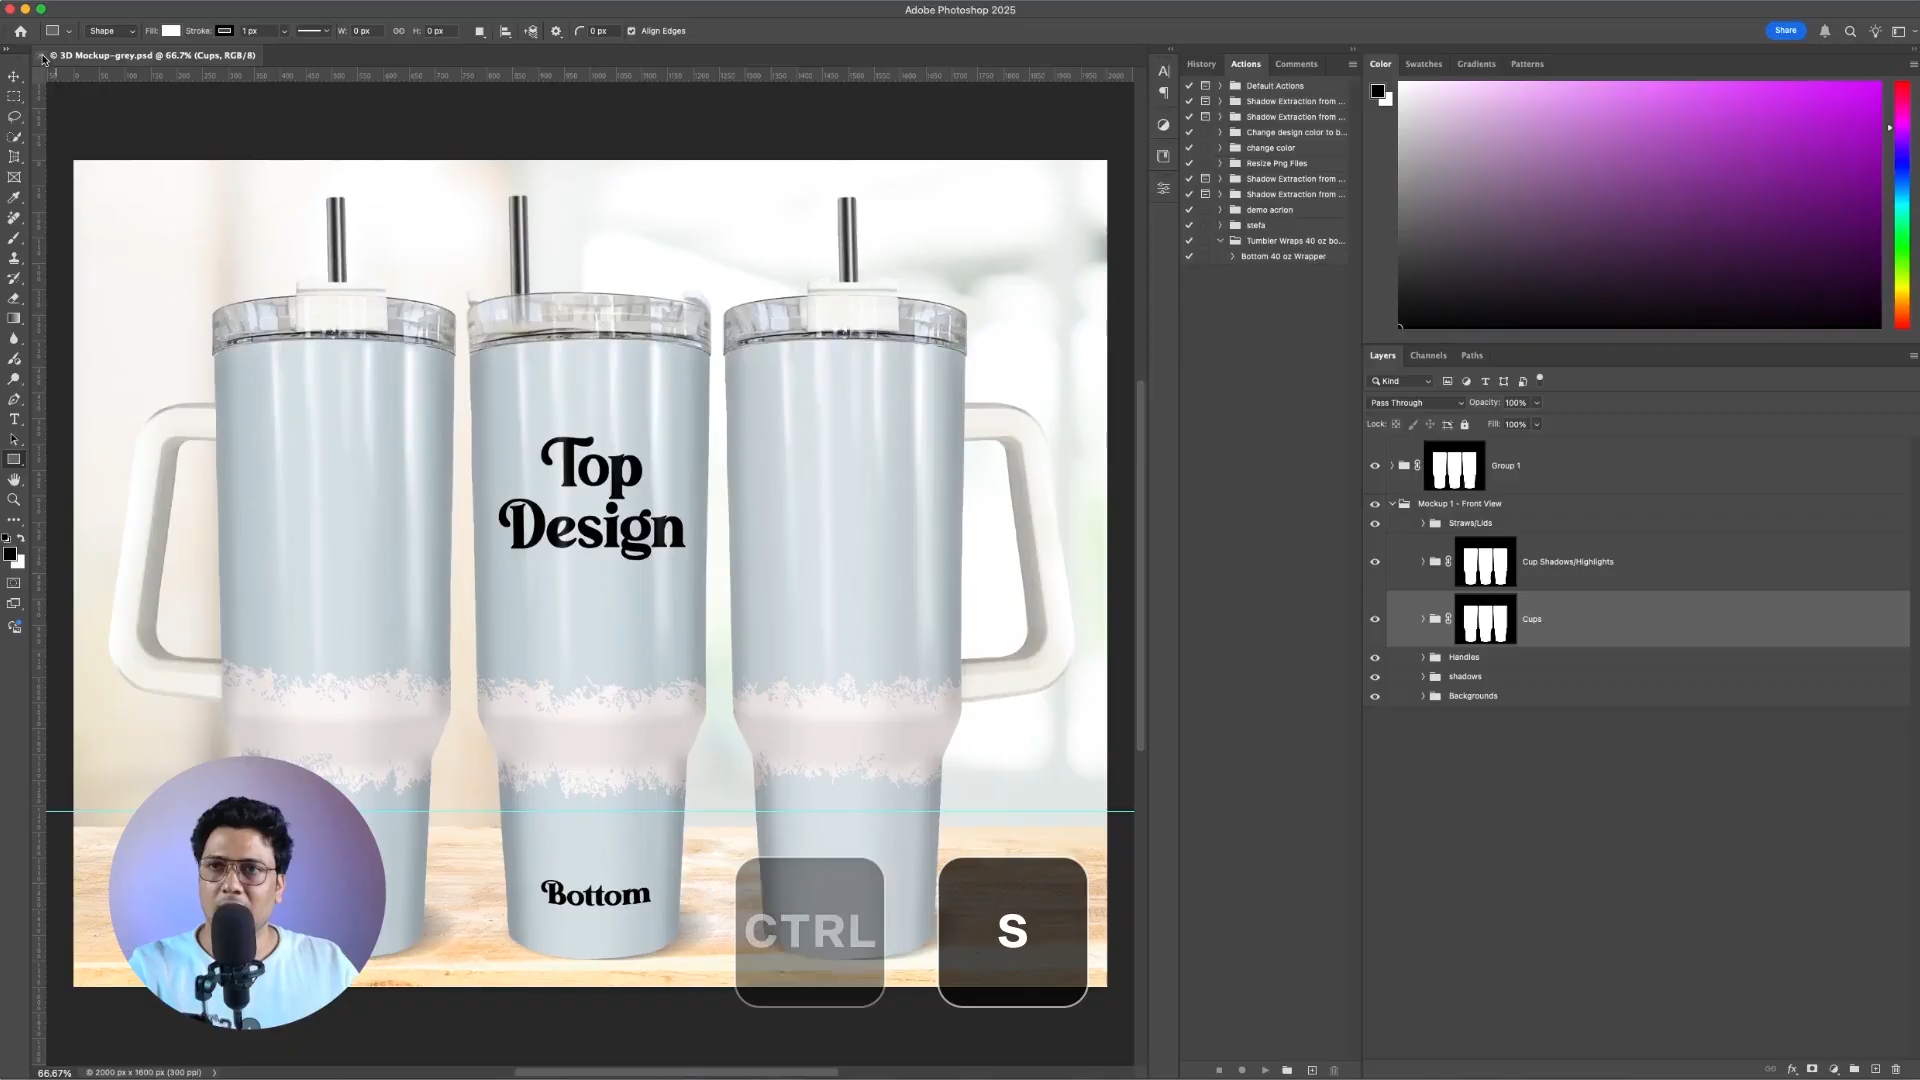 Adobe Photoshop 2025
Shape
Fill:
Stroke:
1 px
W: 0 px
H: 0 px
0 px
Align Edges
Share
© 3D Mockup-grey.psd @ 66.7% (Cups, RGB/8)
History
Actions
Comments
Default Actions
Shadow Extraction from ...
Shadow Extraction from ...
Change design color to b...
change color
Resize Png Files
Shadow Extraction from ...
Shadow Extraction from ...
demo acrion
stefa
Tumbler Wraps 40 oz bo...
Bottom 40 oz Wrapper
Color
Swatches
Gradients
Patterns
Layers
Channels
Paths
Kind
Pass Through
Opacity: 100%
Lock:
Fill: 100%
Group 1
Mockup 1 - Front View
Straws/Lids
Cup Shadows/Highlights
Cups
Handles
shadows
Backgrounds
Top
Design
Bottom
CTRL
S
66.67%
© 2000 px x 1600 px (300 ppi)